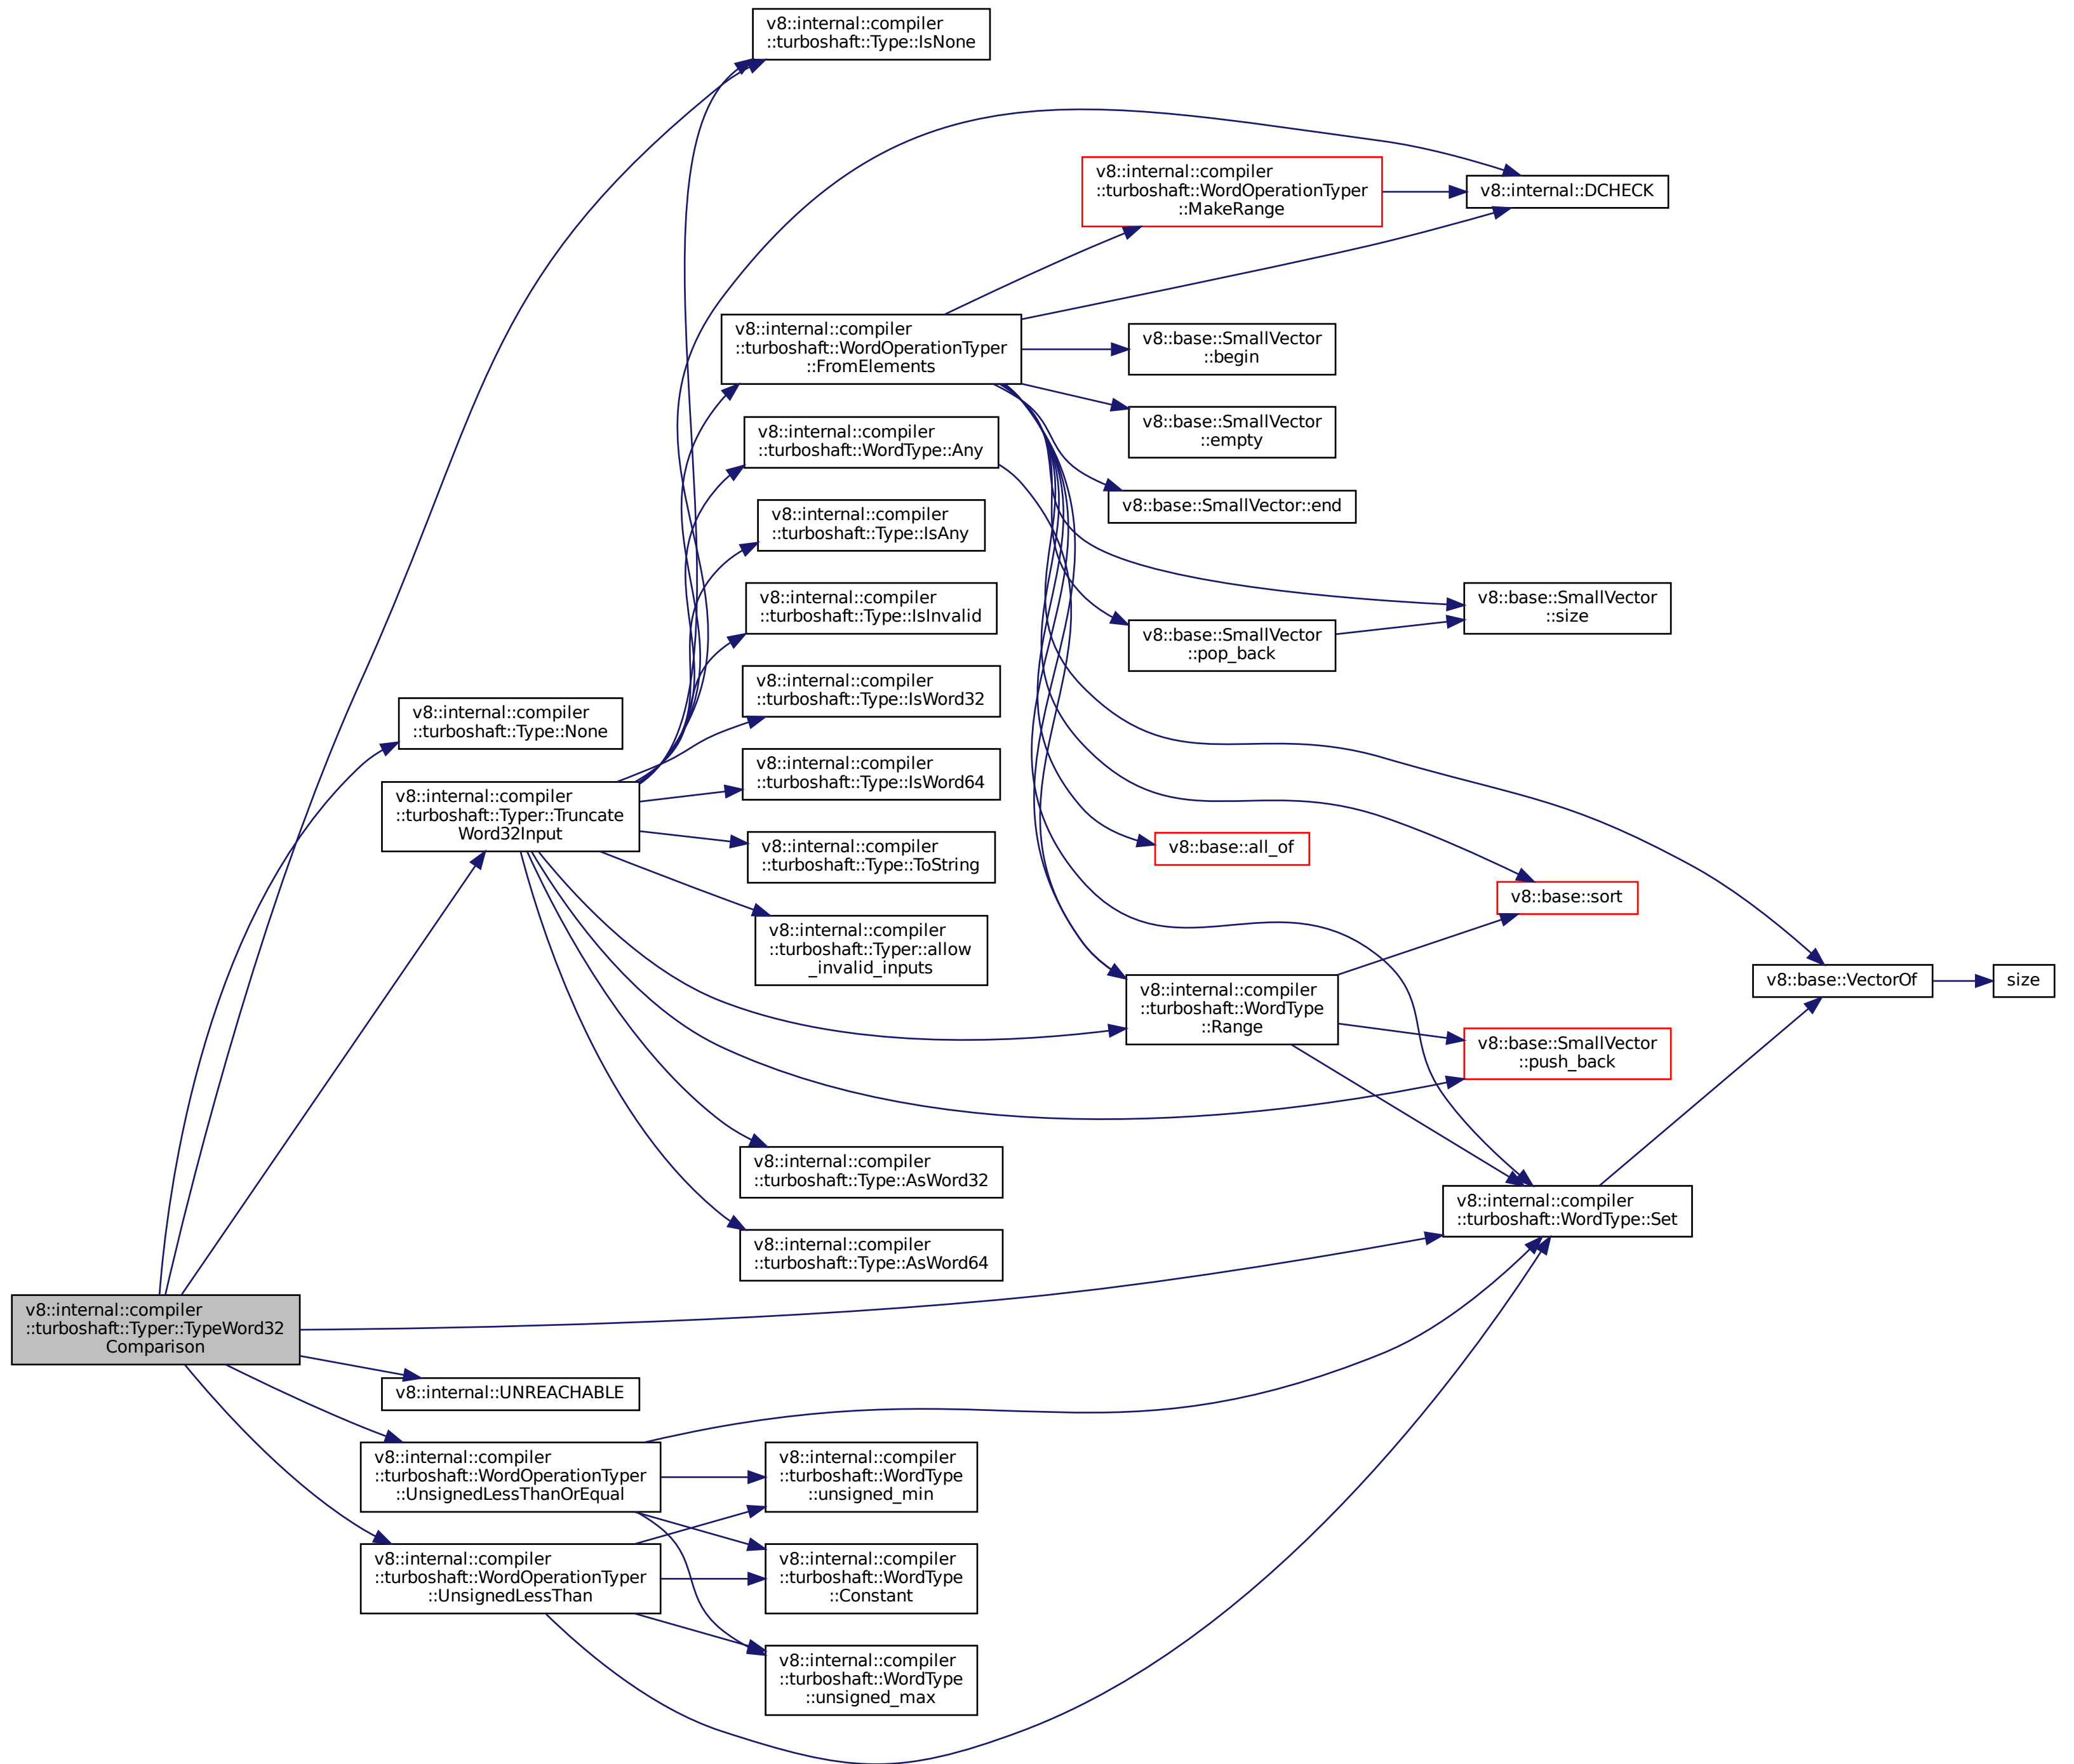 v8::internal::compiler
::turboshaft::Type::IsNone
v8::internal::compiler
::turboshaft::WordOperationTyper
::MakeRange
v8::internal::DCHECK
v8::internal::compiler
::turboshaft::WordOperationTyper
::FromElements
v8::base::SmallVector
::begin
v8::base::SmallVector
::empty
v8::internal::compiler
::turboshaft::WordType::Any
v8::base::SmallVector::end
v8::internal::compiler
::turboshaft::Type::IsAny
v8::internal::compiler
::turboshaft::Type::IsInvalid
v8::base::SmallVector
::size
v8::base::SmallVector
::pop_back
v8::internal::compiler
::turboshaft::Type::IsWord32
v8::internal::compiler
::turboshaft::Type::None
v8::internal::compiler
::turboshaft::Type::IsWord64
v8::internal::compiler
::turboshaft::Typer::Truncate
Word32Input
v8::internal::compiler
::turboshaft::Type::ToString
v8::base::all_of
v8::base::sort
v8::internal::compiler
::turboshaft::Typer::allow
_invalid_inputs
v8::base::VectorOf
size
v8::internal::compiler
::turboshaft::WordType
::Range
v8::base::SmallVector
::push_back
v8::internal::compiler
::turboshaft::Type::AsWord32
v8::internal::compiler
::turboshaft::WordType::Set
v8::internal::compiler
::turboshaft::Type::AsWord64
v8::internal::compiler
::turboshaft::Typer::TypeWord32
Comparison
v8::internal::UNREACHABLE
v8::internal::compiler
::turboshaft::WordOperationTyper
::UnsignedLessThanOrEqual
v8::internal::compiler
::turboshaft::WordType
::unsigned_min
v8::internal::compiler
::turboshaft::WordOperationTyper
::UnsignedLessThan
v8::internal::compiler
::turboshaft::WordType
::Constant
v8::internal::compiler
::turboshaft::WordType
::unsigned_max